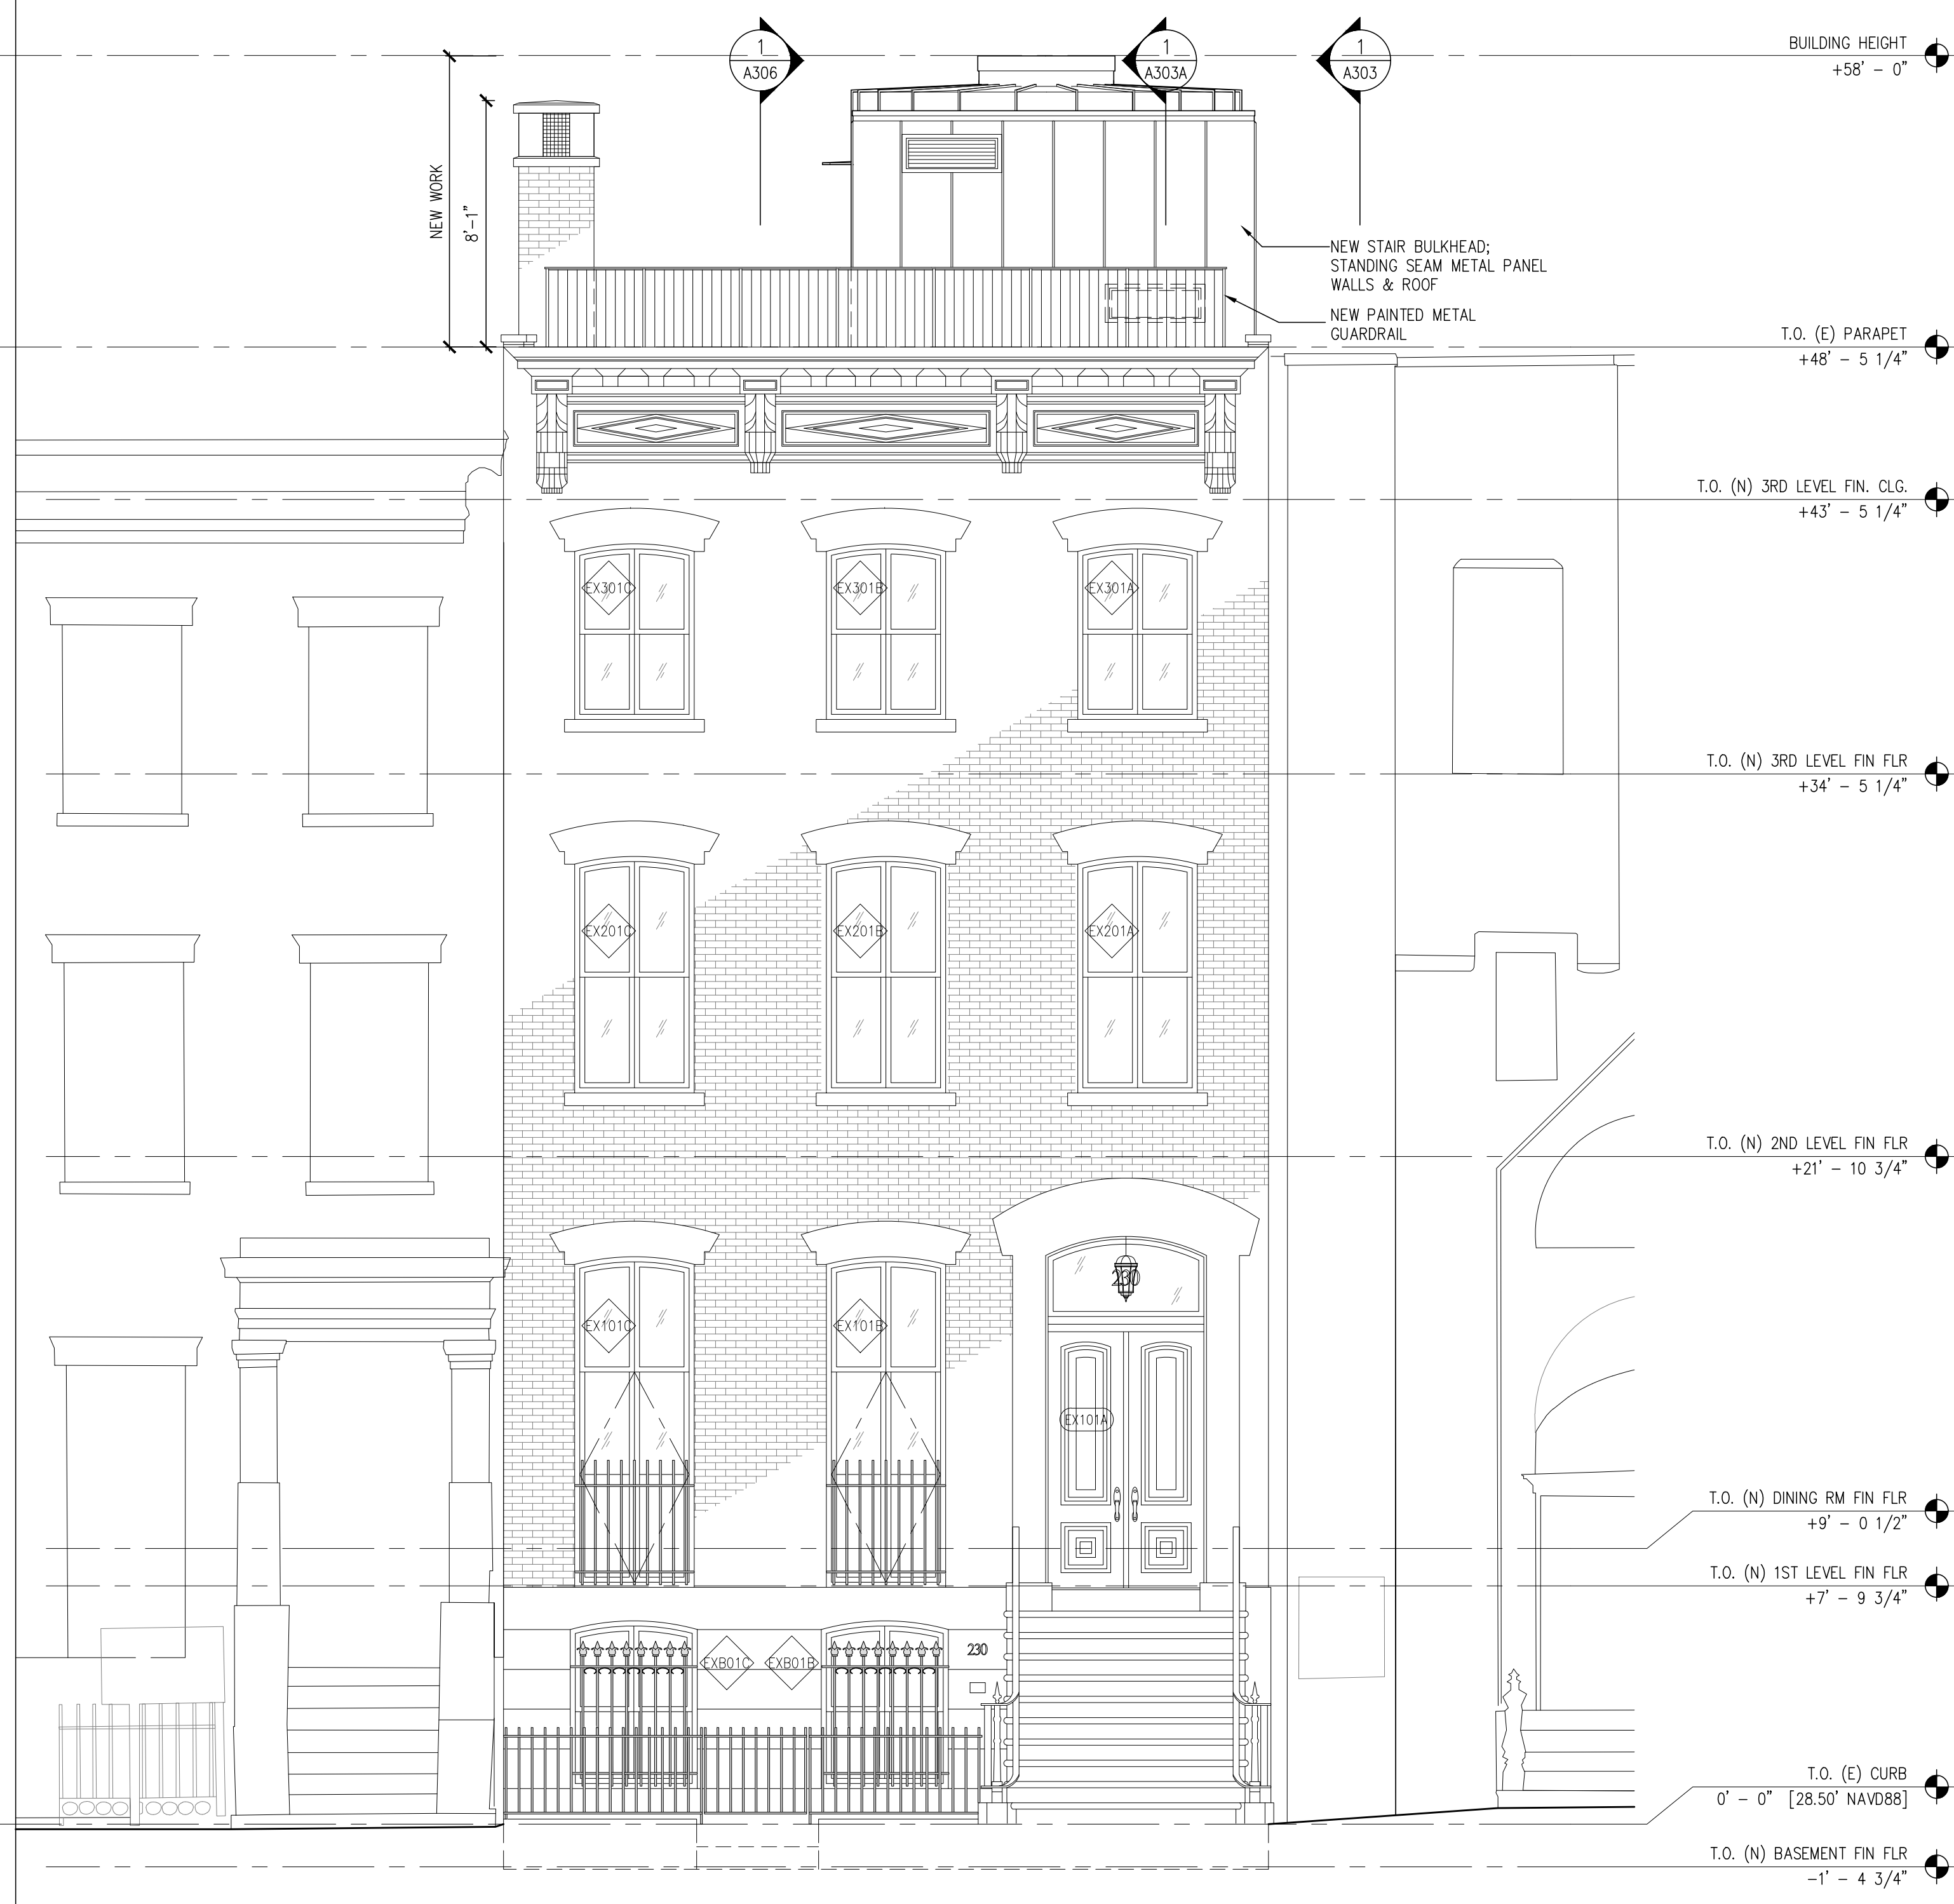 1
A306
1
A303A
1
A303
BUILDING HEIGHT
+58' – 0"
NEW WORK
8'–1"
NEW STAIR BULKHEAD;
STANDING SEAM METAL PANEL
WALLS & ROOF
NEW PAINTED METAL
GUARDRAIL
T.O. (E) PARAPET
+48' – 5 1/4"
T.O. (N) 3RD LEVEL FIN. CLG.
+43' – 5 1/4"
EX301C
EX301B
EX301A
T.O. (N) 3RD LEVEL FIN FLR
+34' – 5 1/4"
EX201C
EX201B
EX201A
T.O. (N) 2ND LEVEL FIN FLR
+21' – 10 3/4"
230
EX101C
EX101B
EX101A
T.O. (N) DINING RM FIN FLR
+9' – 0 1/2"
T.O. (N) 1ST LEVEL FIN FLR
+7' – 9 3/4"
230
EXB01C
EXB01B
T.O. (E) CURB
0' – 0" [28.50' NAVD88]
T.O. (N) BASEMENT FIN FLR
–1' – 4 3/4"